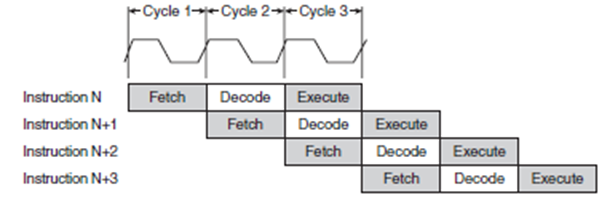 Cycle 1 Cycle 2 Cycle 3
Instruction N Fetch Decode Execute
Instruction N+1 Fetch Decode Execute
Instruction N+2 Fetch Decode Execute
Instruction N+3 Fetch Decode Execute